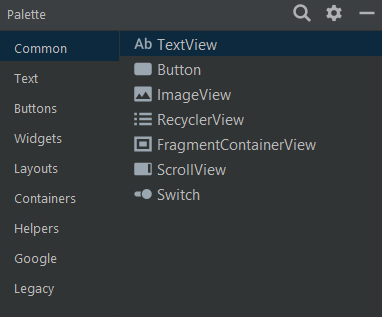 Palette
Common
Text
Buttons
Widgets
Layouts
Containers
Helpers
Google
Legacy
Ab TextView
Button
ImageView
RecyclerView
FragmentContainerView
ScrollView
Switch